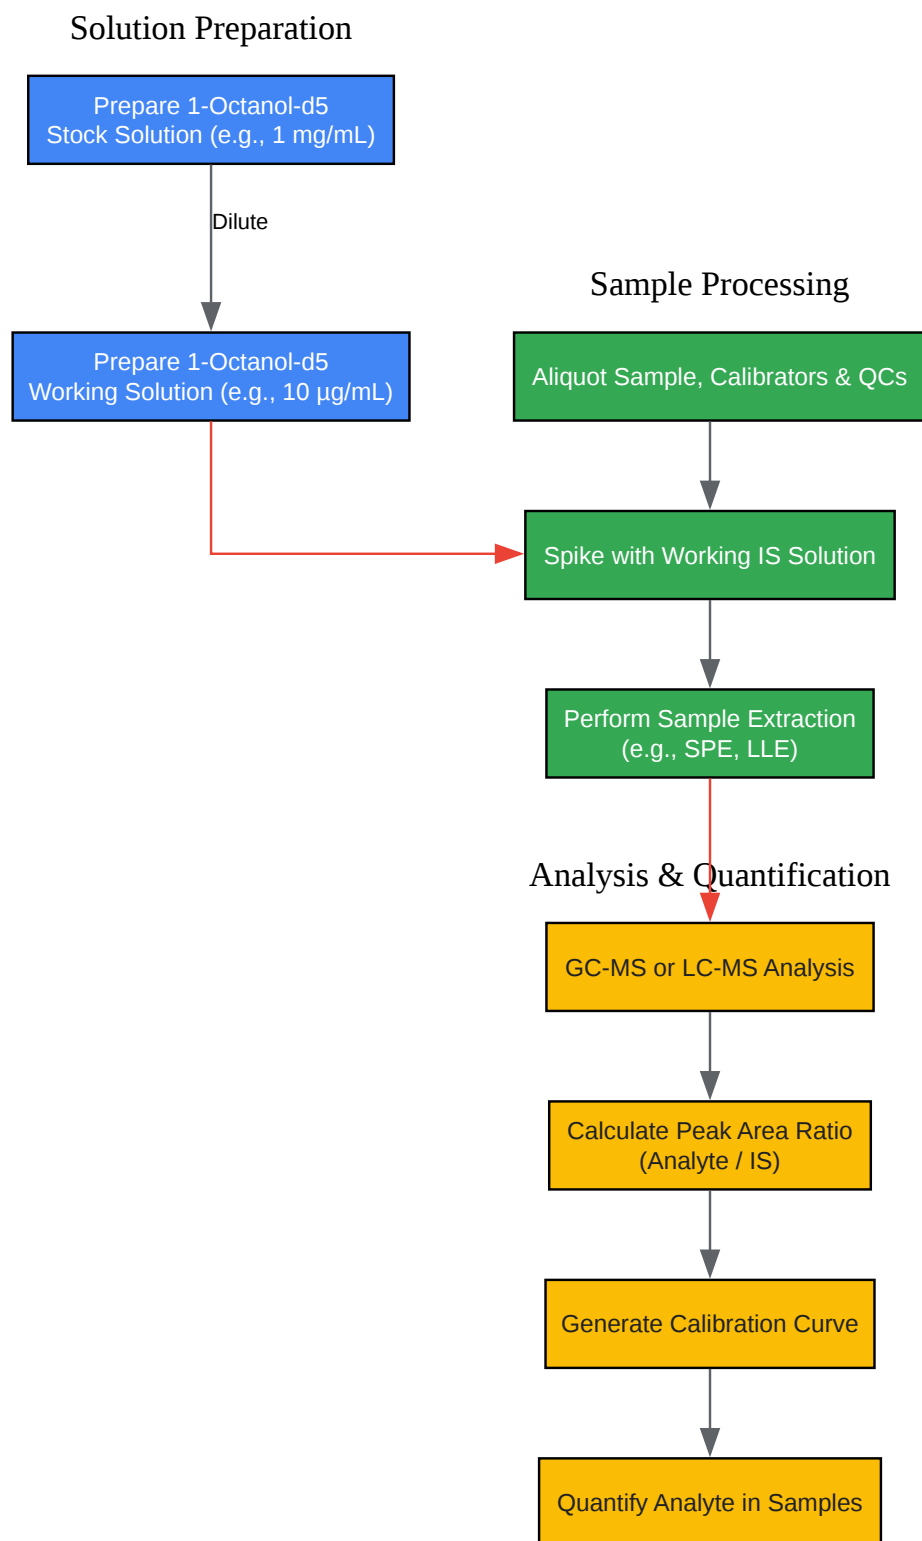 Solution Preparation
Prepare 1-Octanol-d5
Stock Solution (e.g., 1 mg/mL)
Dilute
Prepare 1-Octanol-d5
Working Solution (e.g., 10 µg/mL)
Sample Processing
Aliquot Sample, Calibrators & QCs
Spike with Working IS Solution
Perform Sample Extraction
(e.g., SPE, LLE)
Analysis & Quantification
GC-MS or LC-MS Analysis
Calculate Peak Area Ratio
(Analyte / IS)
Generate Calibration Curve
Quantify Analyte in Samples